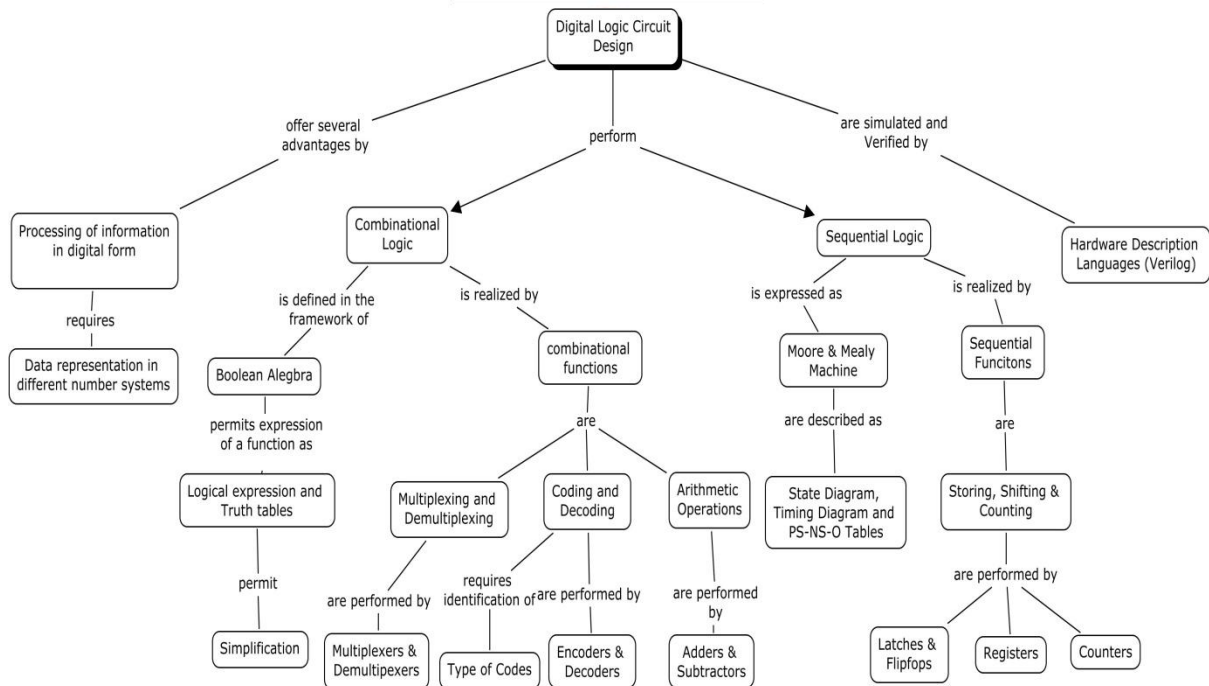 Digital Logic Circuit
Design
offer several
advantages by
perform
are simulated and
Verified by
Processing of information
in digital form
Combinational
Logic
Sequential Logic
Hardware Description
Languages (Verilog)
requires
is defined in the
framework of
is realized by
is expressed as
is realized by
Data representation in
different number systems
Boolean Alegbra
combinational
functions
Moore & Mealy
Machine
Sequential
Funcitons
permits expression
of a function as
are
are described as
are
Logical expression and
Truth tables
Multiplexing and
Demultiplexing
Coding and
Decoding
Arithmetic
Operations
State Diagram,
Timing Diagram and
PS-NS-O Tables
Storing, Shifting &
Counting
permit
are performed by
requires
identification of
are performed by
are performed
by
are performed by
Simplification
Multiplexers &
Demultipexers
Type of Codes
Encoders &
Decoders
Adders &
Subtractors
Latches &
Flipfops
Registers
Counters